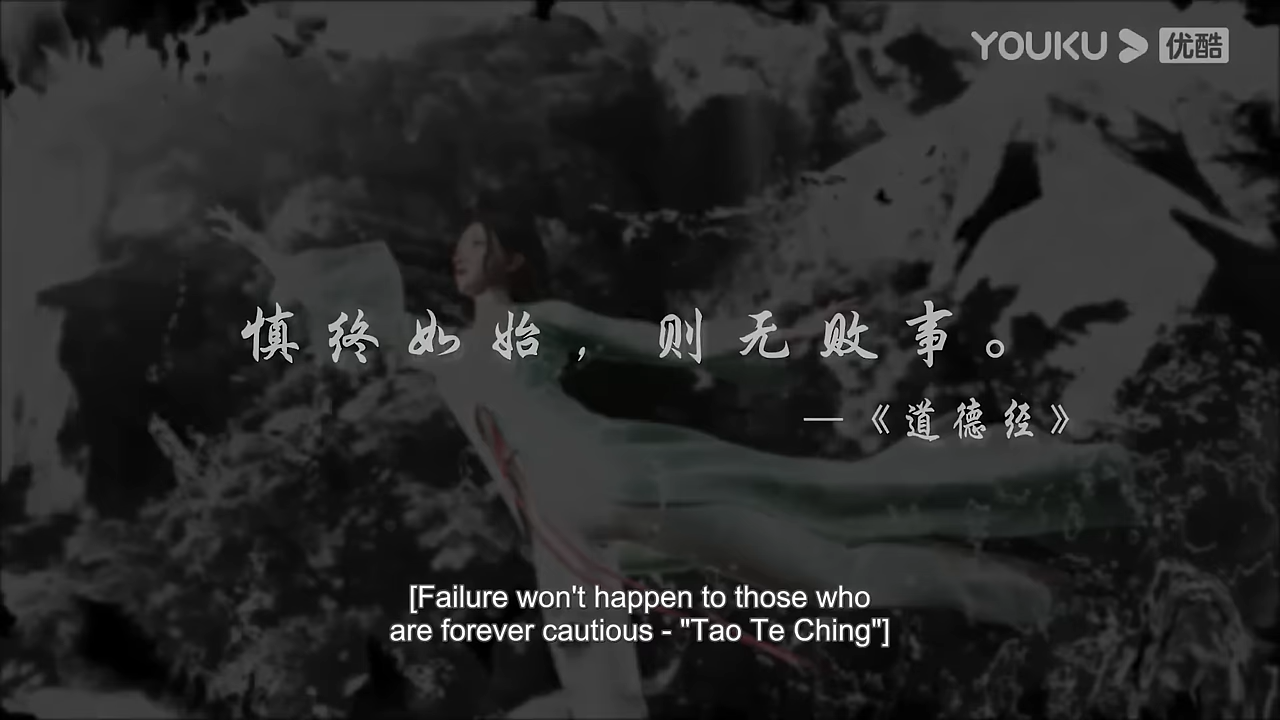 YOUKU 优酷
慎终如始，则无败事。
—《道德经》
[Failure won't happen to those who
are forever cautious - "Tao Te Ching"]